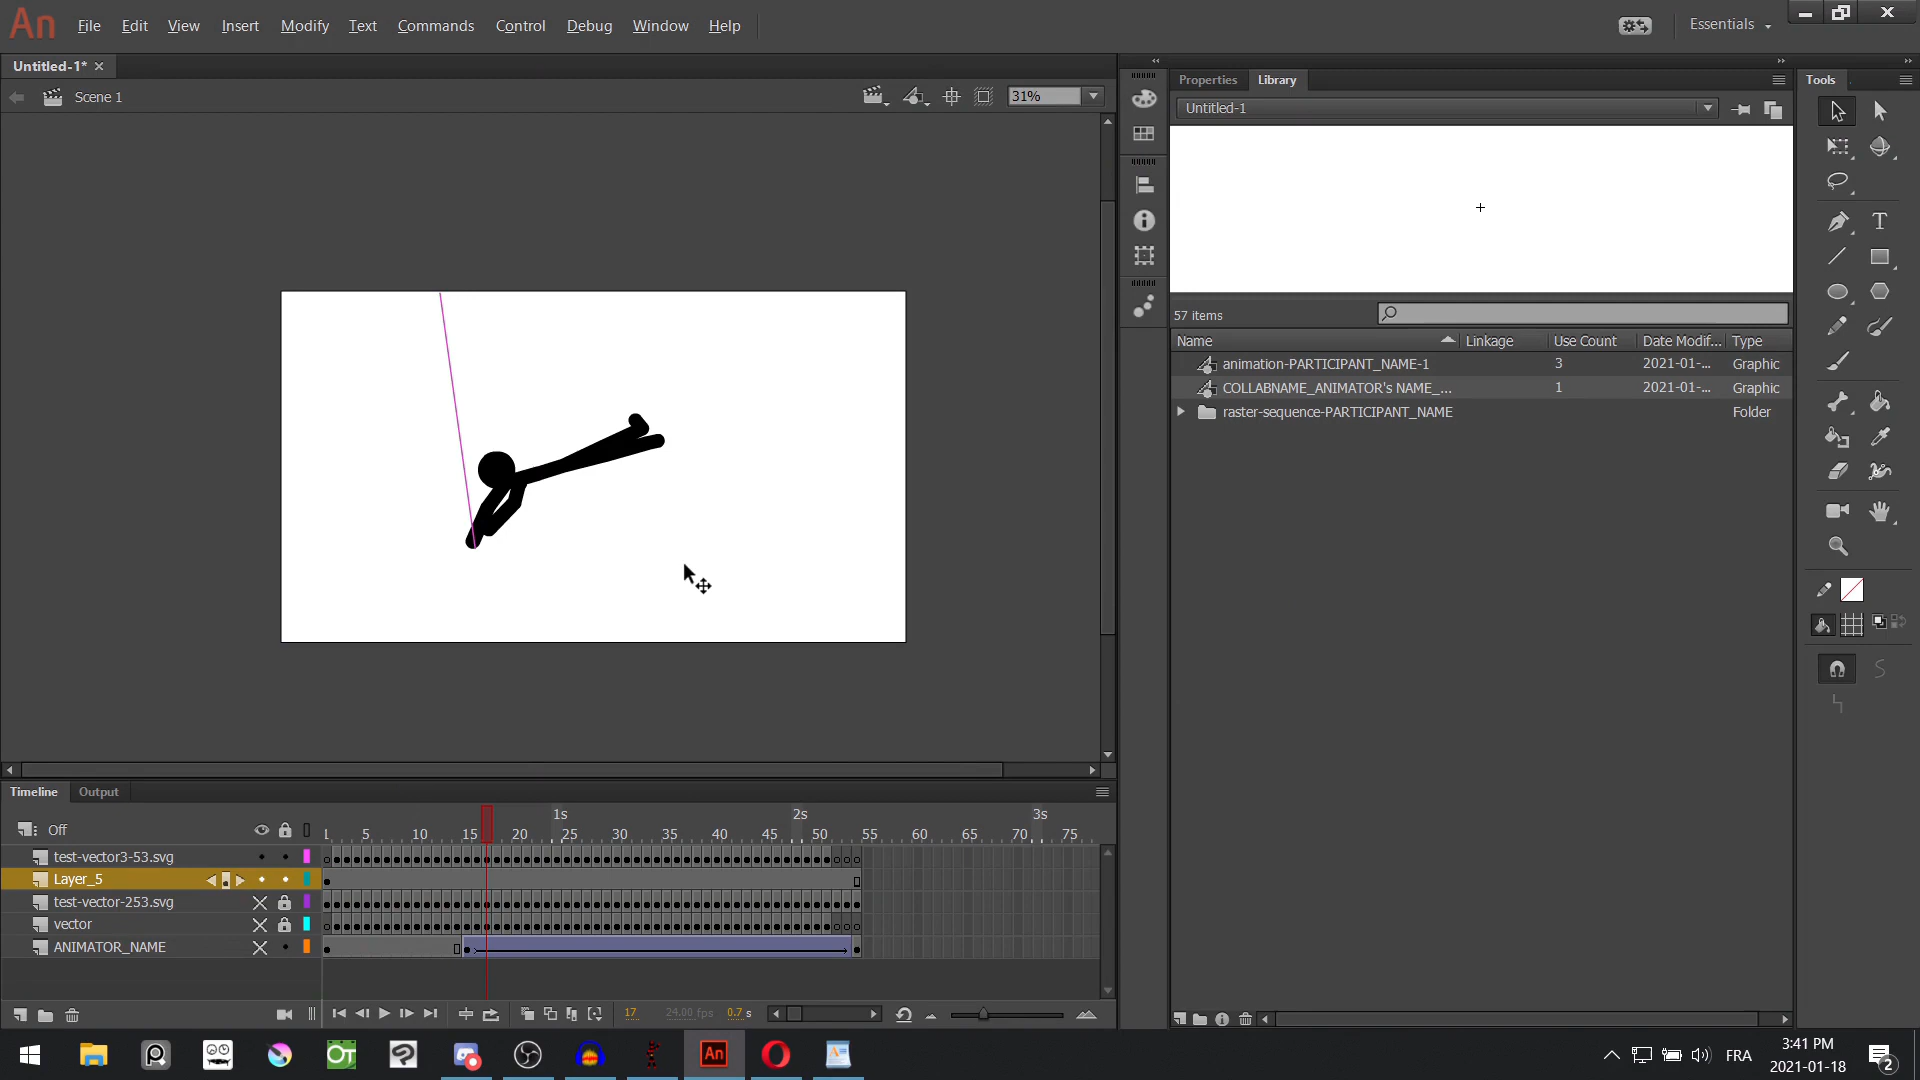 An File Edit View Insert Modify Text Commands Control Debug Window Help Essentials
Untitled-1* ×
Scene 1 31%
Properties Library Tools
Untitled-1
57 items
Name Linkage Use Count Date Modif... Type
animation-PARTICIPANT_NAME-1 3 2021-01-... Graphic
COLLABNAME_ANIMATOR's NAME_... 1 2021-01-... Graphic
raster-sequence-PARTICIPANT_NAME Folder
T
Timeline Output
1s 2s 3s
Off 5 10 15 20 25 30 35 40 45 50 55 60 65 70 75
test-vector3-53.svg
Layer_5
test-vector-253.svg
vector
ANIMATOR_NAME
17 24.00 fps 0.7 s
OT An FRA 3:41 PM
2021-01-18 2